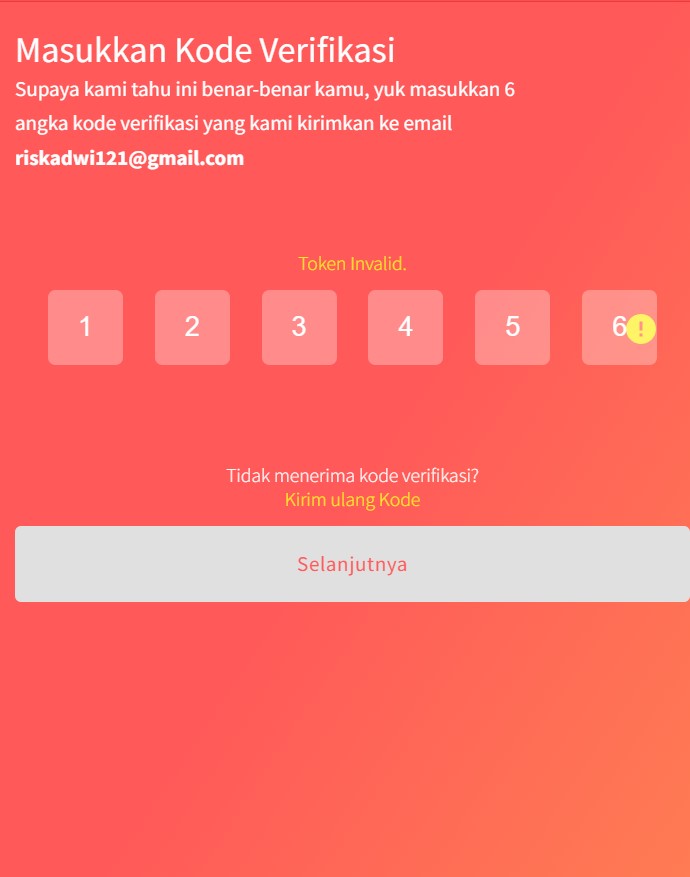 Masukkan Kode Verifikasi
Supaya kami tahu ini benar-benar kamu, yuk masukkan 6
angka kode verifikasi yang kami kirimkan ke email
riskadwi121@gmail.com
Token Invalid.
1 2 3 4 5 6 !
Tidak menerima kode verifikasi?
Kirim ulang Kode
Selanjutnya